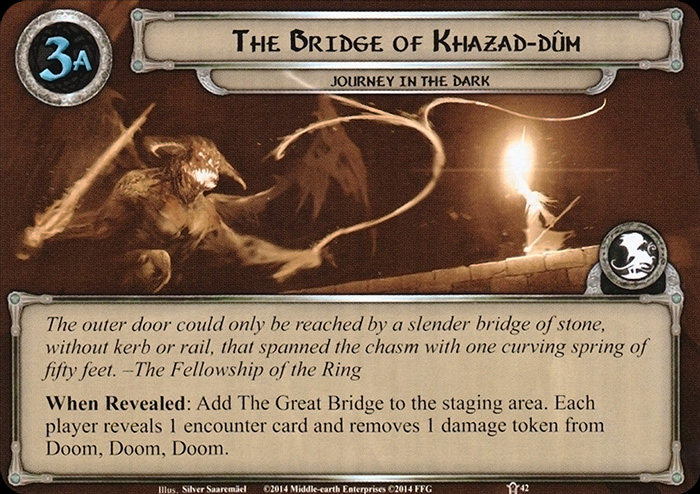 3A
THE BRIDGE OF KHAZAD-DÛM
JOURNEY IN THE DARK
The outer door could only be reached by a slender bridge of stone,
without kerb or rail, that spanned the chasm with one curving spring of
fifty feet. –The Fellowship of the Ring
When Revealed: Add The Great Bridge to the staging area. Each
player reveals 1 encounter card and removes 1 damage token from
Doom, Doom, Doom.
Illus. Silver Saaremäel ©2014 Middle-earth Enterprises ©2014 FFG 42